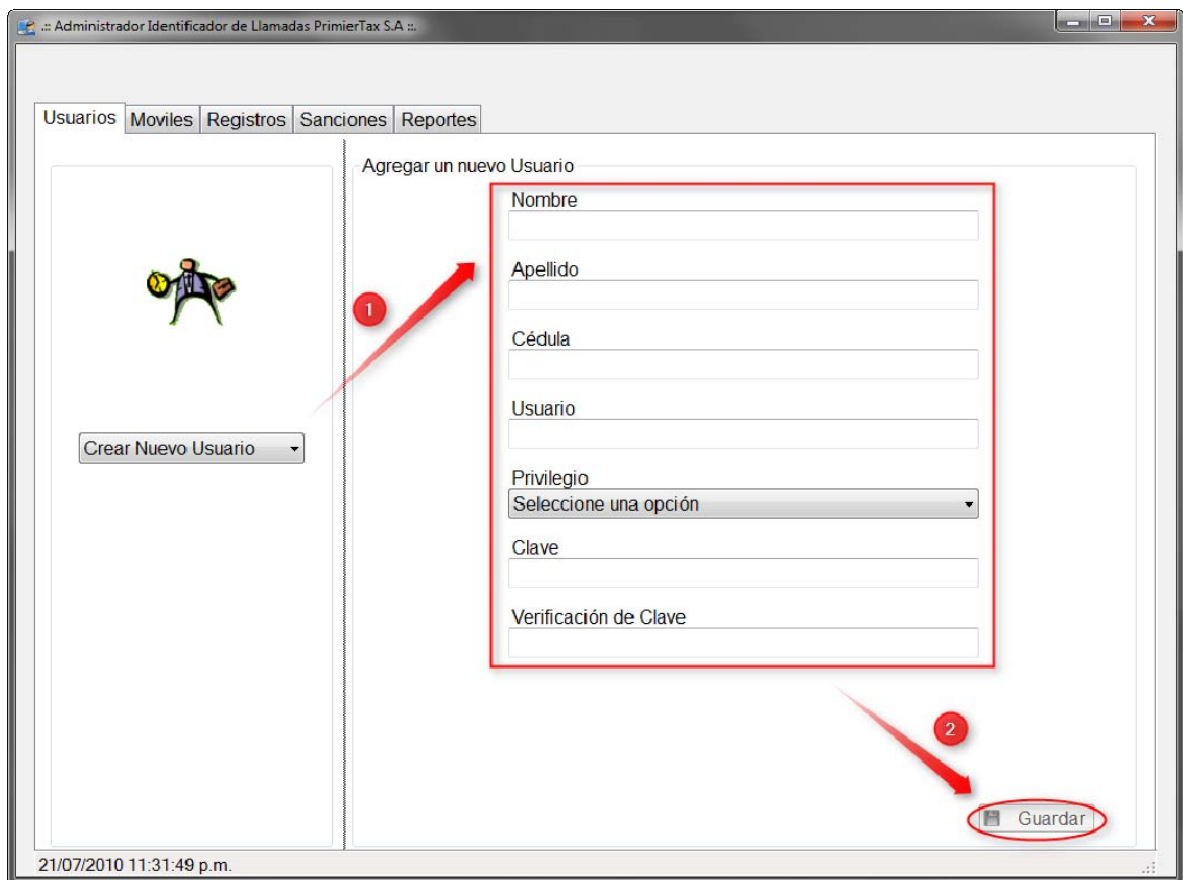 .:: Administrador Identificador de Llamadas PrimierTax S.A ::.
Usuarios Moviles Registros Sanciones Reportes
Crear Nuevo Usuario
Agregar un nuevo Usuario
Nombre
Apellido
1
Cédula
Usuario
Privilegio
Seleccione una opción
Clave
Verificación de Clave
2
Guardar
21/07/2010 11:31:49 p.m.